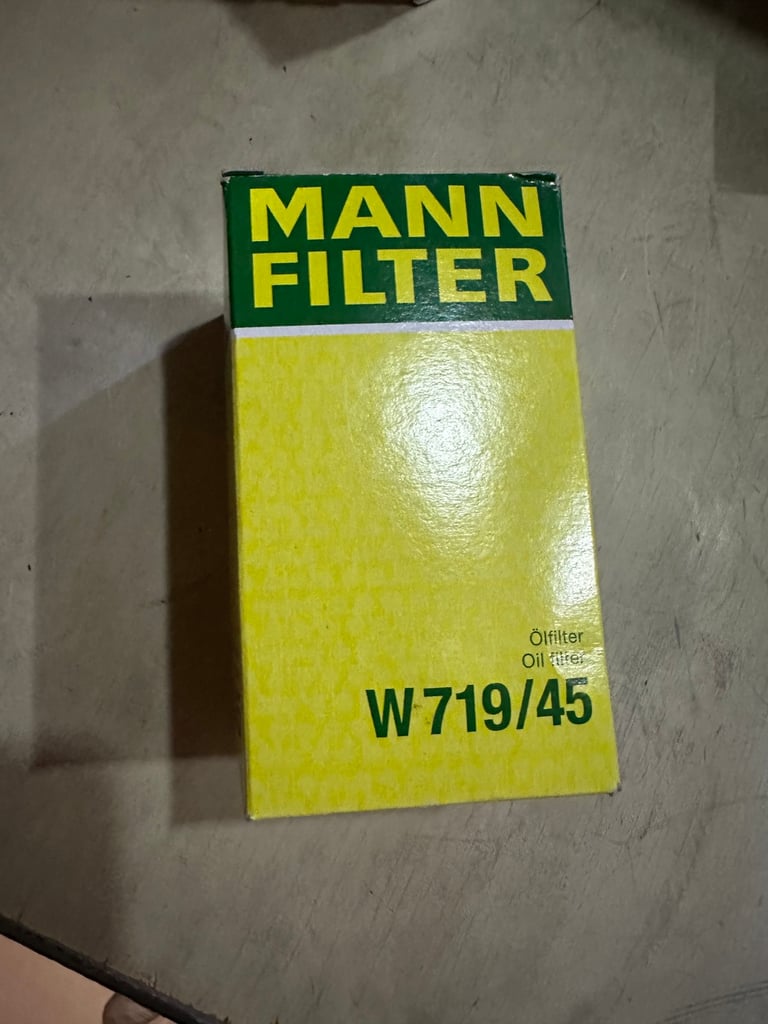 MANN
FILTER
Ölfilter
Oil filter
W 719/45